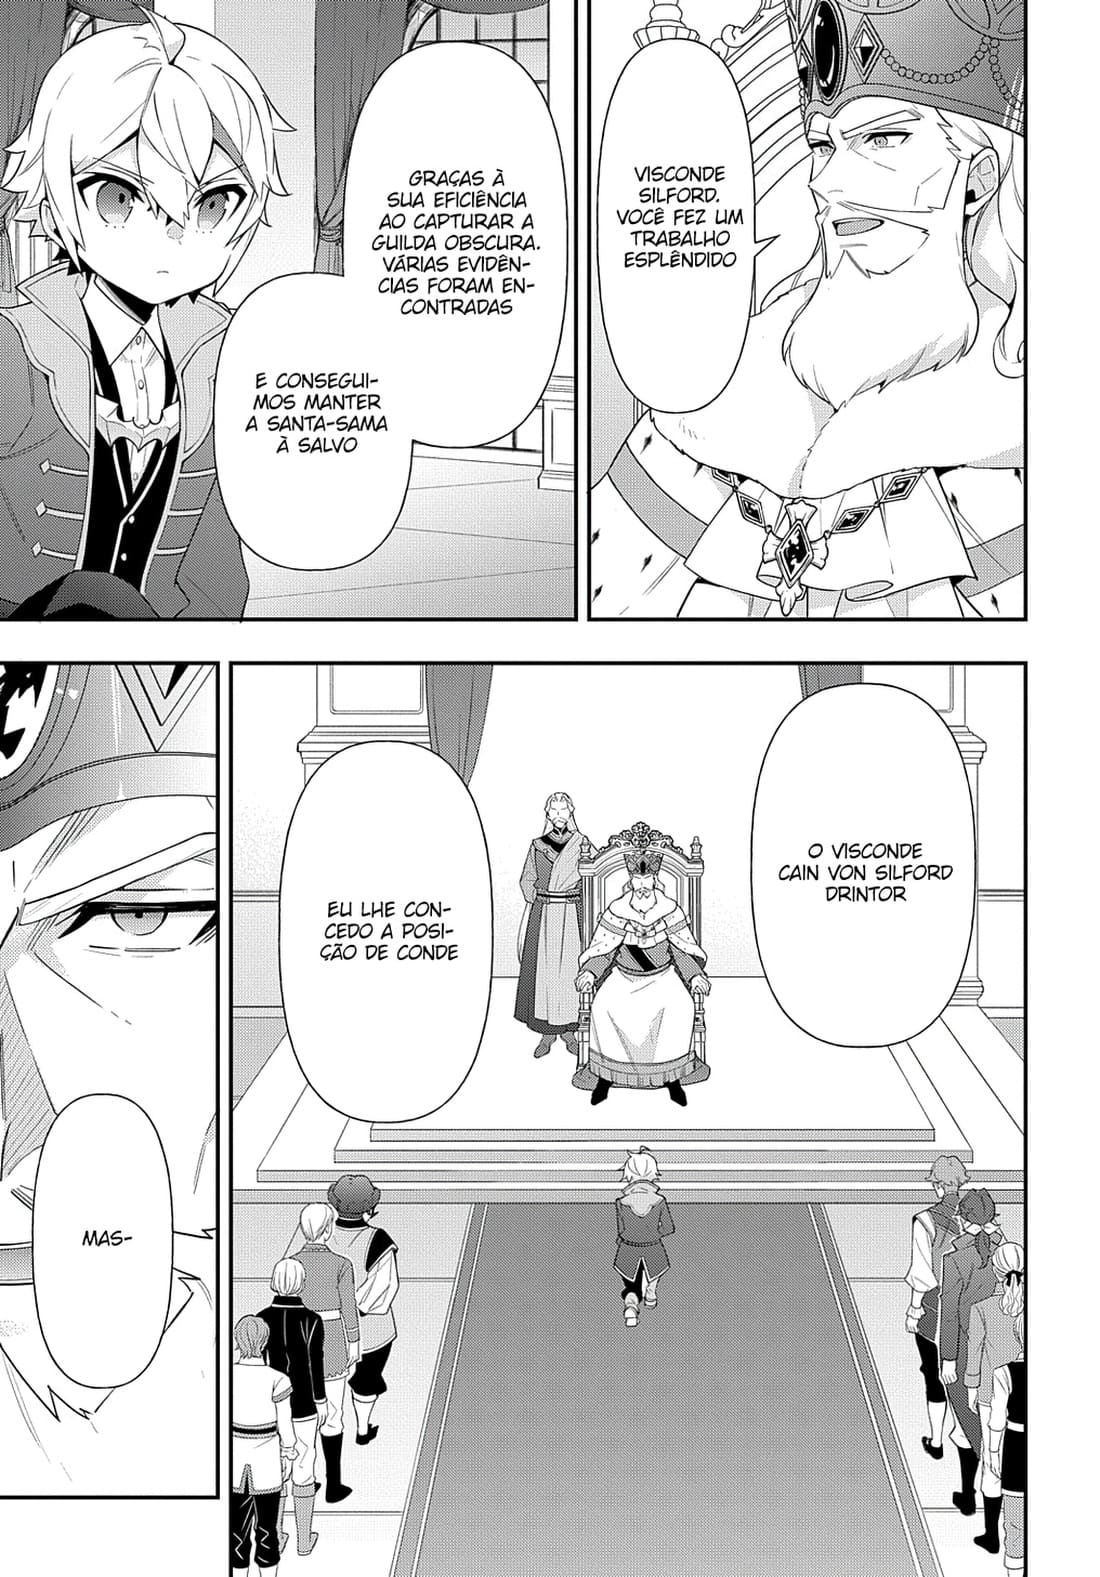 VISCONDE
SILFORD.
VOCÊ FEZ UM
TRABALHO
ESPLÊNDIDO
GRAÇAS À
SUA EFICIÊNCIA
AO CAPTURAR A
GUILDA OBSCURA.
VÁRIAS EVIDÊN-
CIAS FORAM EN-
CONTRADAS
E CONSEGUI-
MOS MANTER
A SANTA-SAMA
À SALVO
O VISCONDE
CAIN VON SILFORD
DRINTOR
EU LHE CON-
CEDO A POSI-
ÇÃO DE CONDE
MAS-